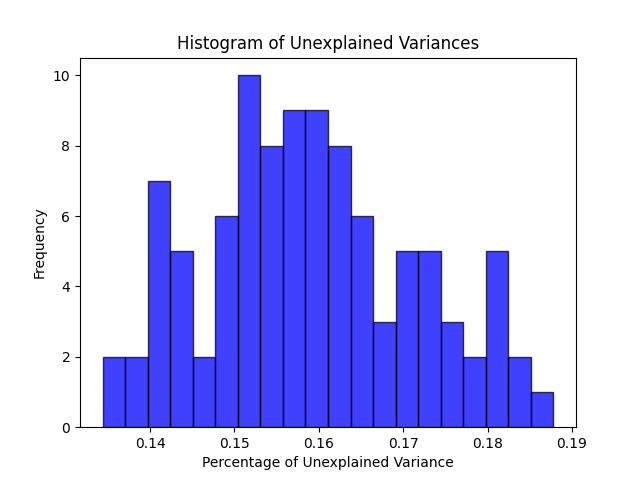 Histogram of Unexplained Variances
10
8
6
4
2
0
Frequency
0.14 0.15 0.16 0.17 0.18 0.19
Percentage of Unexplained Variance